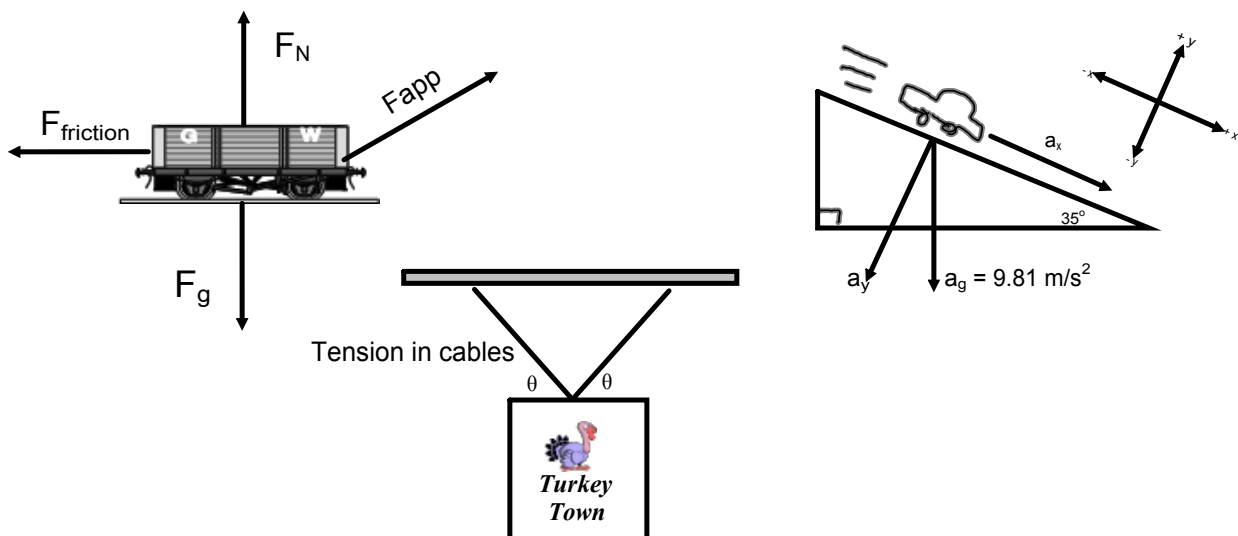 F_N
Fapp
F_friction
G W
F_g
+y
-x
+x
-y
a_x
35°
a_y
a_g = 9.81 m/s²
Tension in cables
θ θ
Turkey
Town